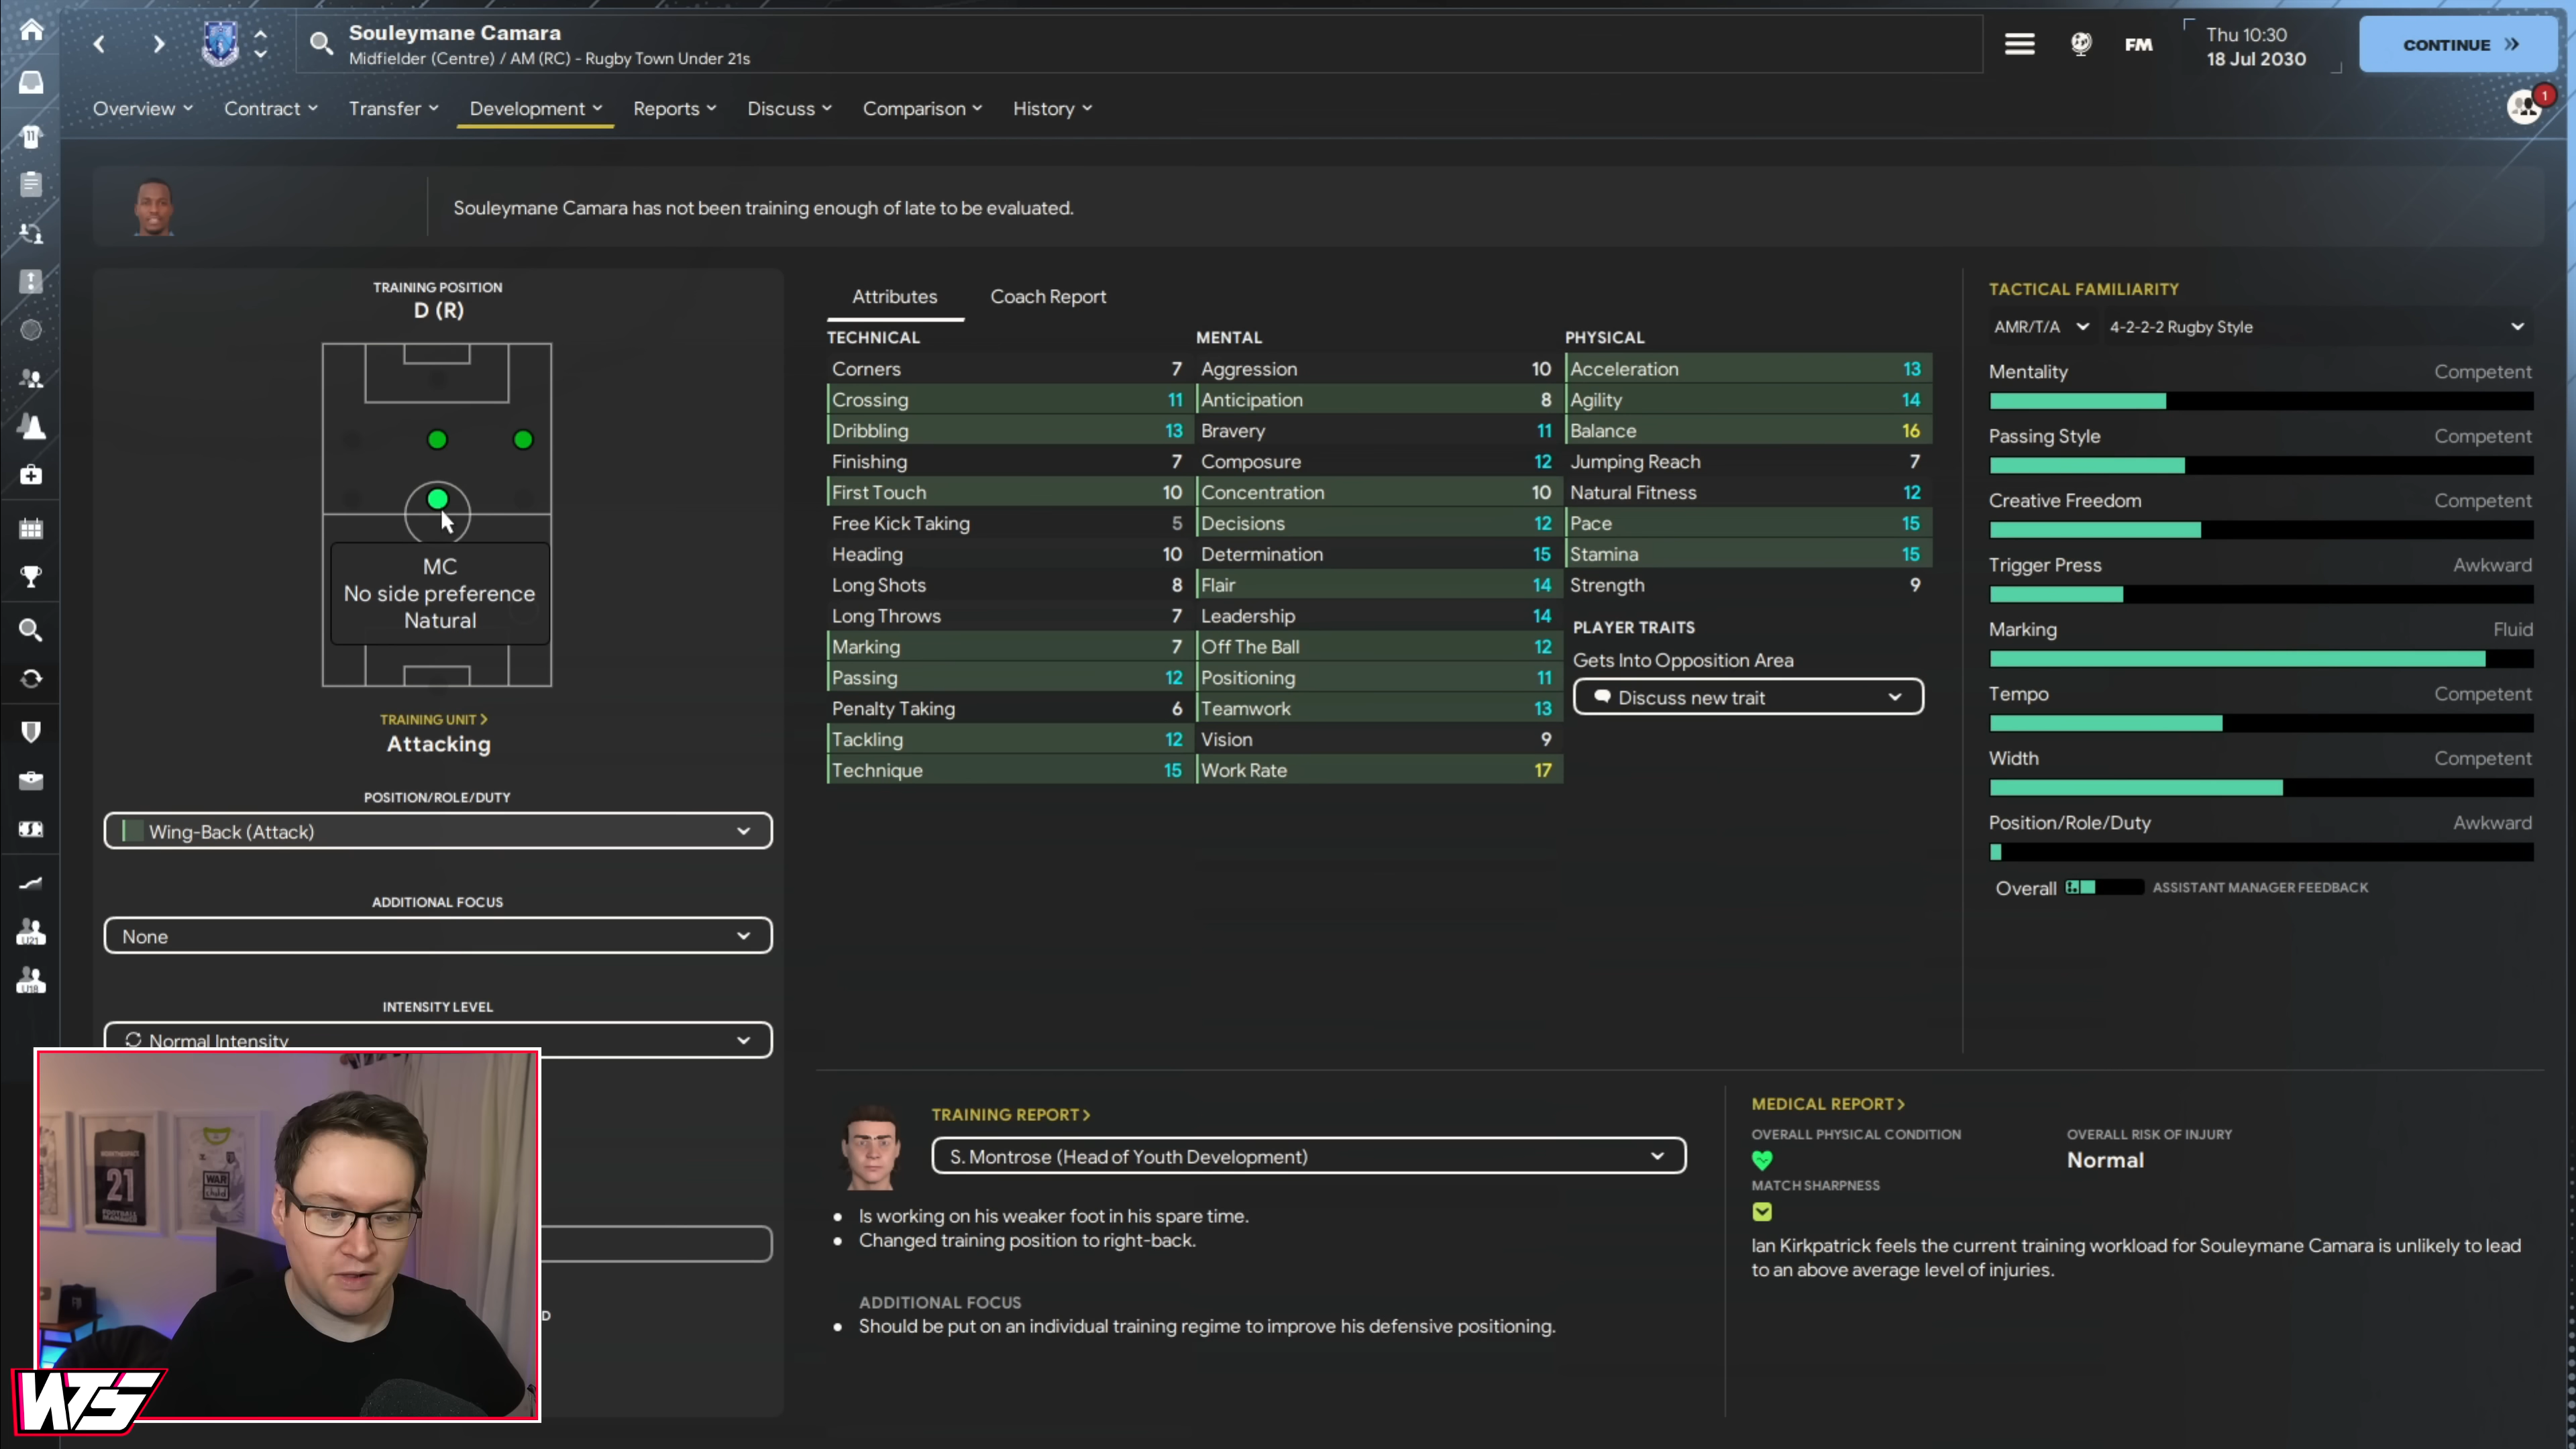 Souleymane Camara
Midfielder (Centre) / AM (RC) - Rugby Town Under 21s
FM
Thu 10:30
18 Jul 2030
CONTINUE
Overview
Contract
Transfer
Development
Reports
Discuss
Comparison
History
1
Souleymane Camara has not been training enough of late to be evaluated.
TRAINING POSITION
D (R)
MC
No side preference
Natural
TRAINING UNIT
Attacking
POSITION/ROLE/DUTY
Wing-Back (Attack)
ADDITIONAL FOCUS
None
INTENSITY LEVEL
Normal Intensity
Attributes
Coach Report
TECHNICAL
Corners 7
Crossing 11
Dribbling 13
Finishing 7
First Touch 10
Free Kick Taking 5
Heading 10
Long Shots 8
Long Throws 7
Marking 7
Passing 12
Penalty Taking 6
Tackling 12
Technique 15
MENTAL
Aggression 10
Anticipation 8
Bravery 11
Composure 12
Concentration 10
Decisions 12
Determination 15
Flair 14
Leadership 14
Off The Ball 12
Positioning 11
Teamwork 13
Vision 9
Work Rate 17
PHYSICAL
Acceleration 13
Agility 14
Balance 16
Jumping Reach 7
Natural Fitness 12
Pace 15
Stamina 15
Strength 9
PLAYER TRAITS
Gets Into Opposition Area
Discuss new trait
TACTICAL FAMILIARITY
AMR/T/A
4-2-2-2 Rugby Style
Mentality Competent
Passing Style Competent
Creative Freedom Competent
Trigger Press Awkward
Marking Fluid
Tempo Competent
Width Competent
Position/Role/Duty Awkward
Overall
ASSISTANT MANAGER FEEDBACK
TRAINING REPORT
S. Montrose (Head of Youth Development)
Is working on his weaker foot in his spare time.
Changed training position to right-back.
ADDITIONAL FOCUS
Should be put on an individual training regime to improve his defensive positioning.
MEDICAL REPORT
OVERALL PHYSICAL CONDITION
MATCH SHARPNESS
OVERALL RISK OF INJURY
Normal
Ian Kirkpatrick feels the current training workload for Souleymane Camara is unlikely to lead
to an above average level of injuries.
11
U21
U18
21
FOOTBALL
MANAGER
WAR
child
D
WTS